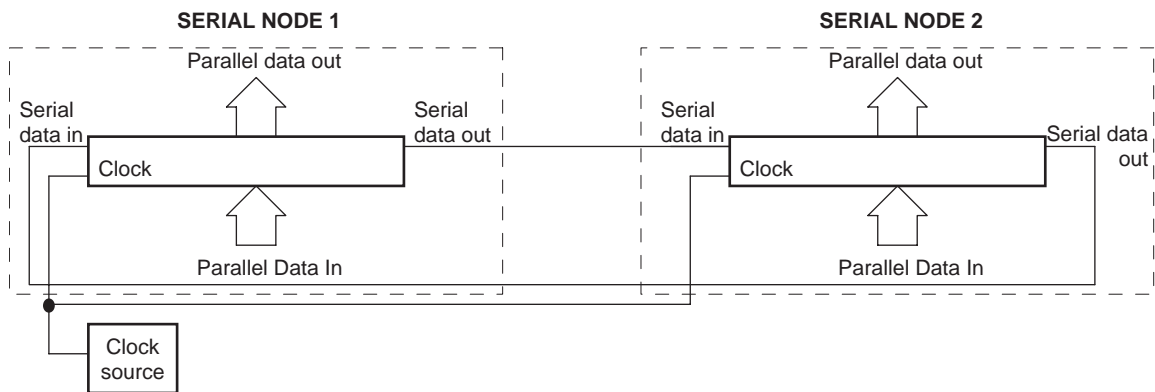 SERIAL NODE 1
Parallel data out
Serial
data in
Serial
data out
Clock
Parallel Data In
SERIAL NODE 2
Parallel data out
Serial
data in
Serial data
out
Clock
Parallel Data In
Clock
source